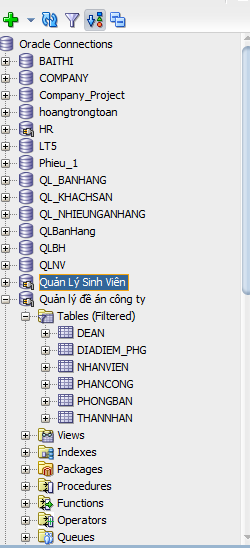 Oracle Connections
BAITHI
COMPANY
Company_Project
hoangtrongtoan
HR
LT5
Phieu_1
QL_BANHANG
QL_KHACHSAN
QL_NHIEUNGANHANG
QLBanHang
QLBH
QLNV
Quản Lý Sinh Viên
Quản lý đề án công ty
Tables (Filtered)
DEAN
DIADIEM_PHG
NHANVIEN
PHANCONG
PHONGBAN
THANNHAN
Views
Indexes
Packages
Procedures
Functions
Operators
Queues